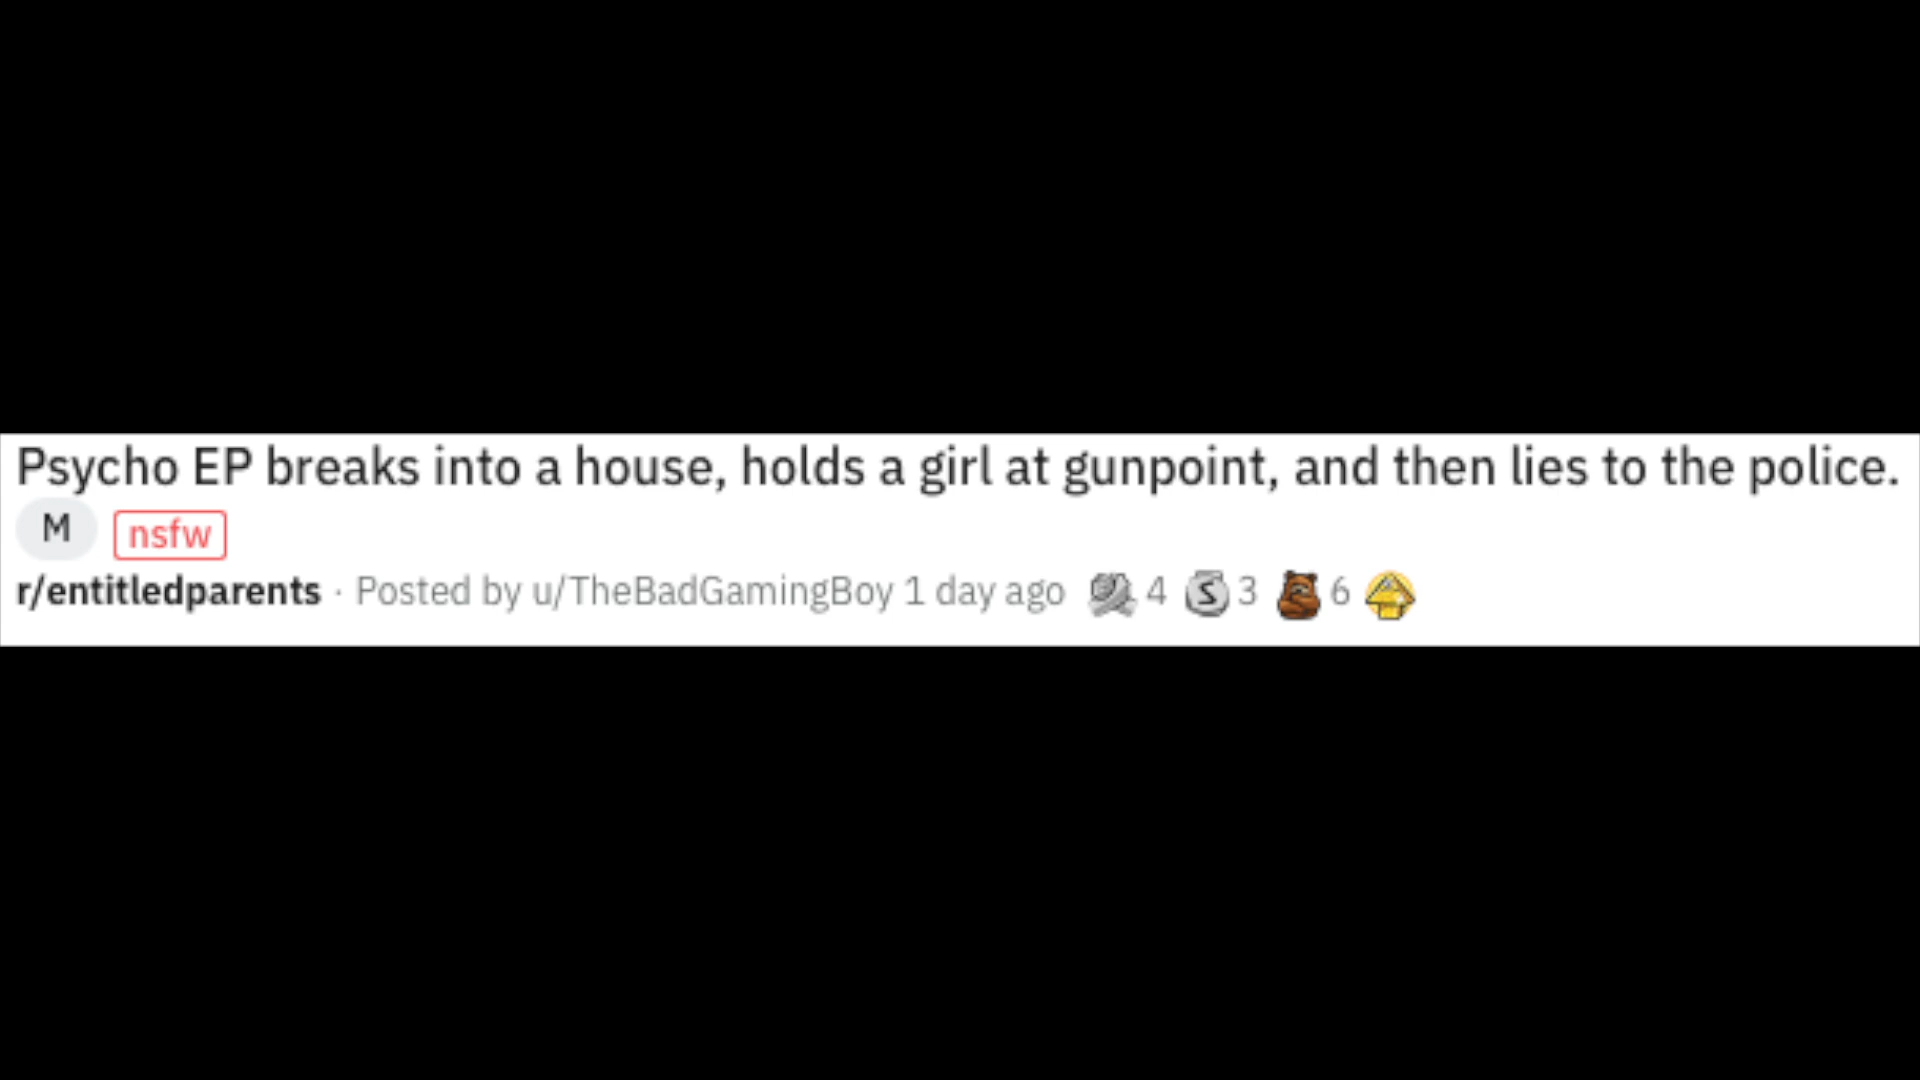 Psycho EP breaks into a house, holds a girl at gunpoint, and then lies to the police.
M nsfw
r/entitledparents · Posted by u/TheBadGamingBoy 1 day ago 4 S 3 6